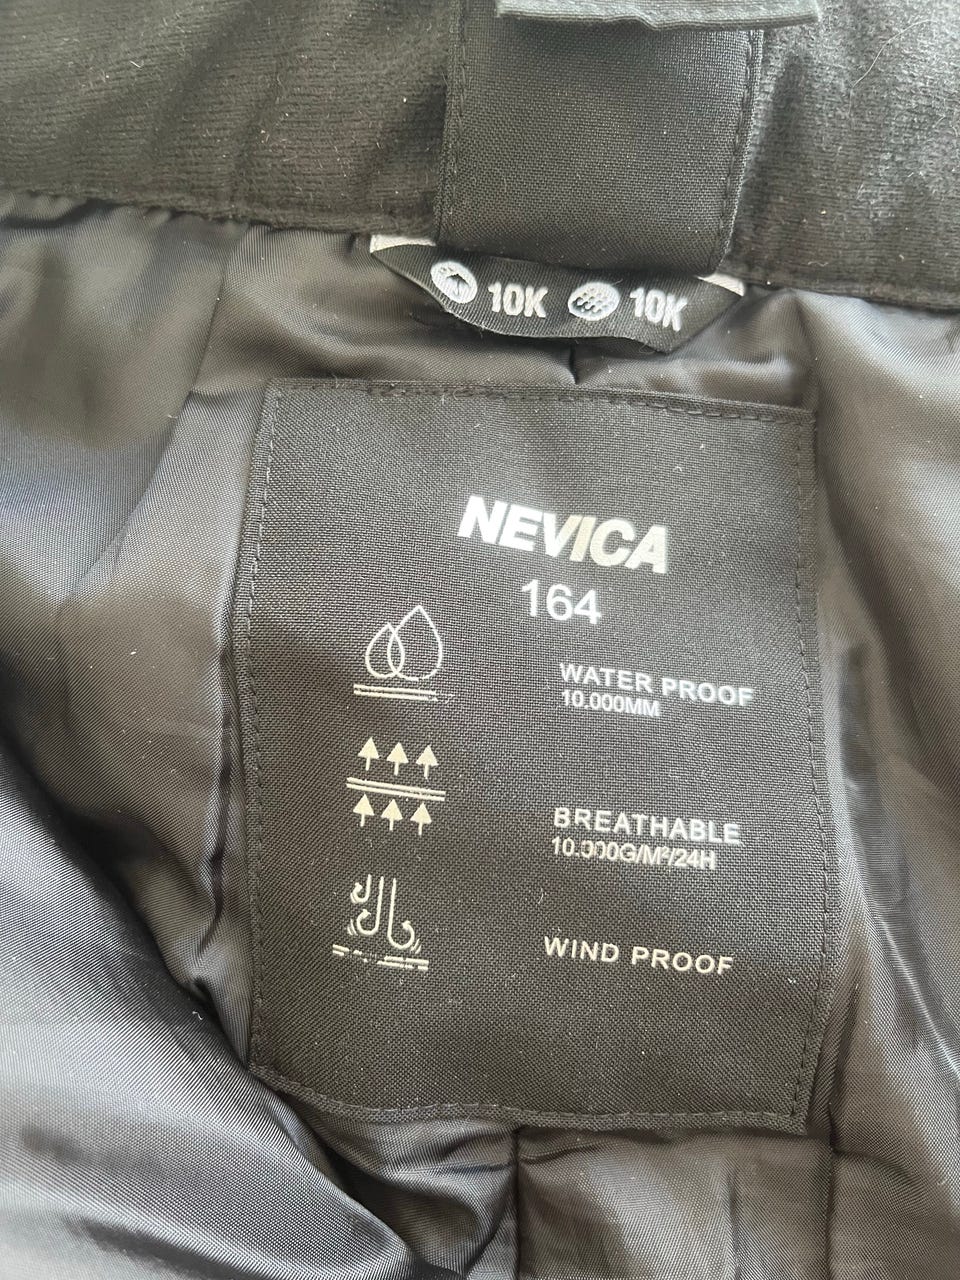 10K 10K
NEVICA
164
WATER PROOF
10.000MM
BREATHABLE
10.000G/M²/24H
WIND PROOF